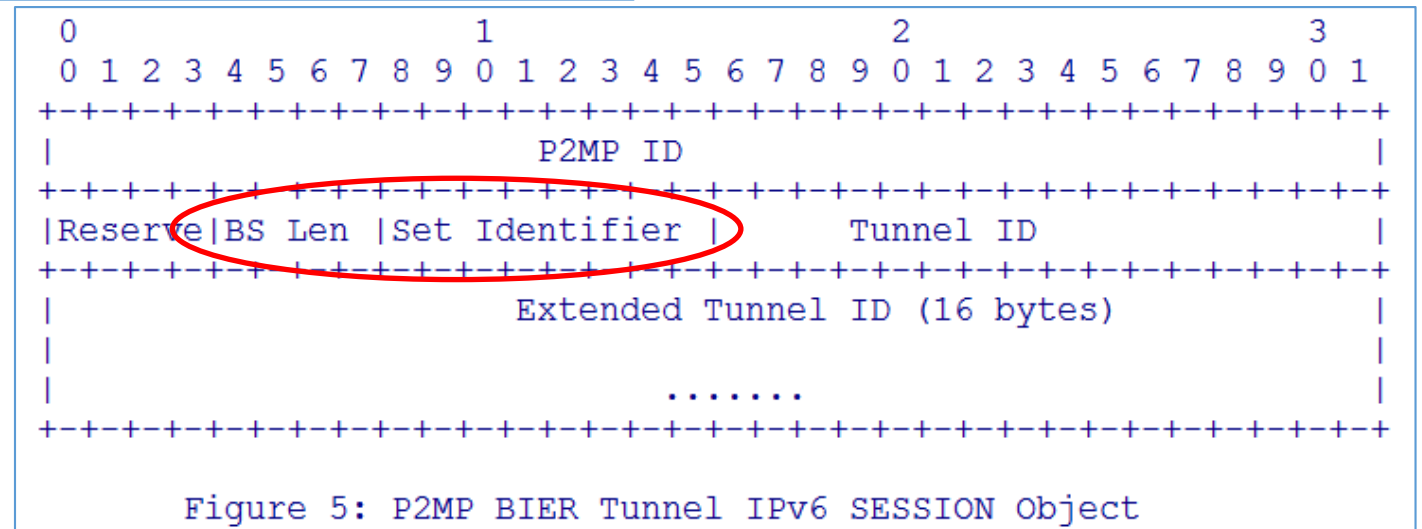 0                   1                   2                   3
 0 1 2 3 4 5 6 7 8 9 0 1 2 3 4 5 6 7 8 9 0 1 2 3 4 5 6 7 8 9 0 1
+-+-+-+-+-+-+-+-+-+-+-+-+-+-+-+-+-+-+-+-+-+-+-+-+-+-+-+-+-+-+-+-+
|                       P2MP ID                                 |
+-+-+-+-+-+-+-+-+-+-+-+-+-+-+-+-+-+-+-+-+-+-+-+-+-+-+-+-+-+-+-+-+
|Reserve|BS Len |Set Identifier |      Tunnel ID                |
+-+-+-+-+-+-+-+-+-+-+-+-+-+-+-+-+-+-+-+-+-+-+-+-+-+-+-+-+-+-+-+-+
|                      Extended Tunnel ID (16 bytes)            |
|                                                               |
|                             .......                           |
+-+-+-+-+-+-+-+-+-+-+-+-+-+-+-+-+-+-+-+-+-+-+-+-+-+-+-+-+-+-+-+-+
Figure 5: P2MP BIER Tunnel IPv6 SESSION Object